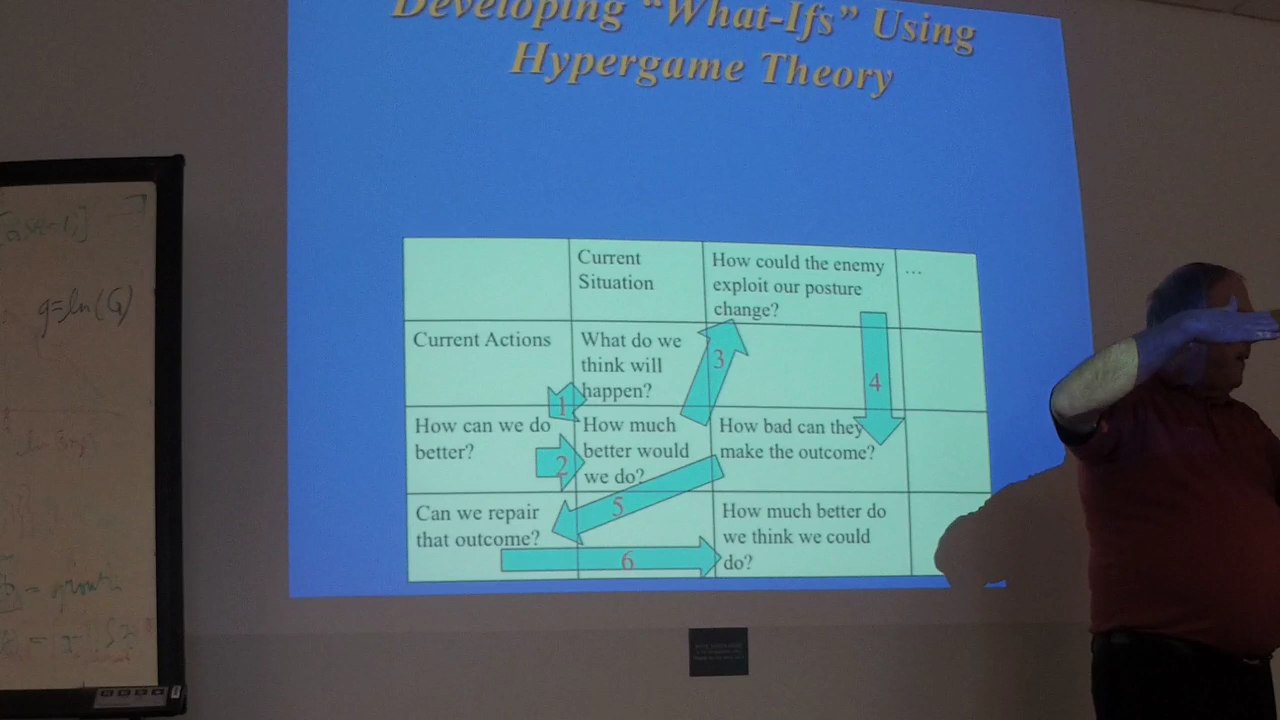 Developing "What-Ifs" Using
Hypergame Theory
Current
Situation
How could the enemy
exploit our posture
change?
...
Current Actions
What do we
think will
happen?
1
3
4
How can we do
better?
2
How much
better would
we do?
How bad can they
make the outcome?
5
Can we repair
that outcome?
6
How much better do
we think we could
do?
g=ln(G)
= growth